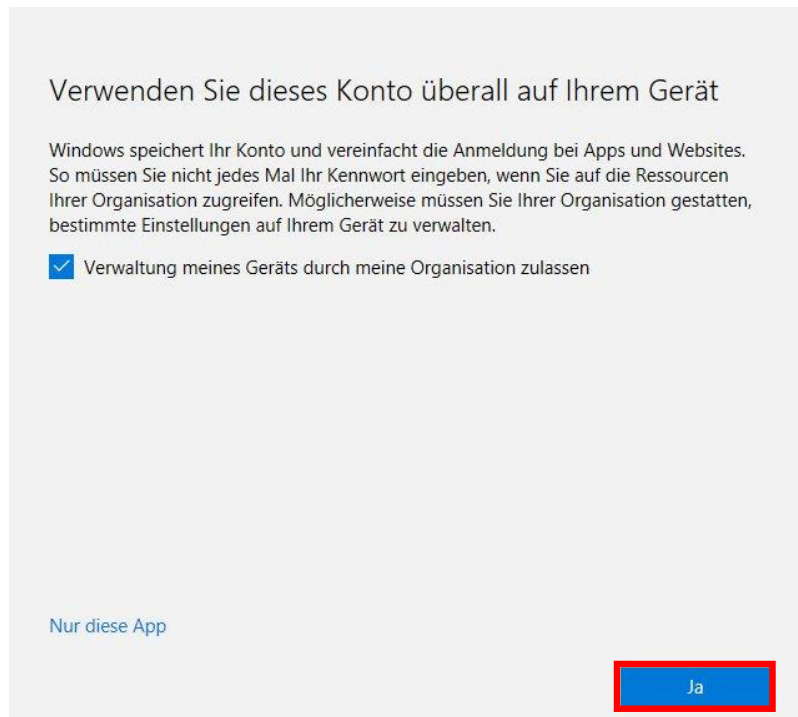 Verwenden Sie dieses Konto überall auf Ihrem Gerät
Windows speichert Ihr Konto und vereinfacht die Anmeldung bei Apps und Websites.
So müssen Sie nicht jedes Mal Ihr Kennwort eingeben, wenn Sie auf die Ressourcen
Ihrer Organisation zugreifen. Möglicherweise müssen Sie Ihrer Organisation gestatten,
bestimmte Einstellungen auf Ihrem Gerät zu verwalten.
Verwaltung meines Geräts durch meine Organisation zulassen
Nur diese App
Ja